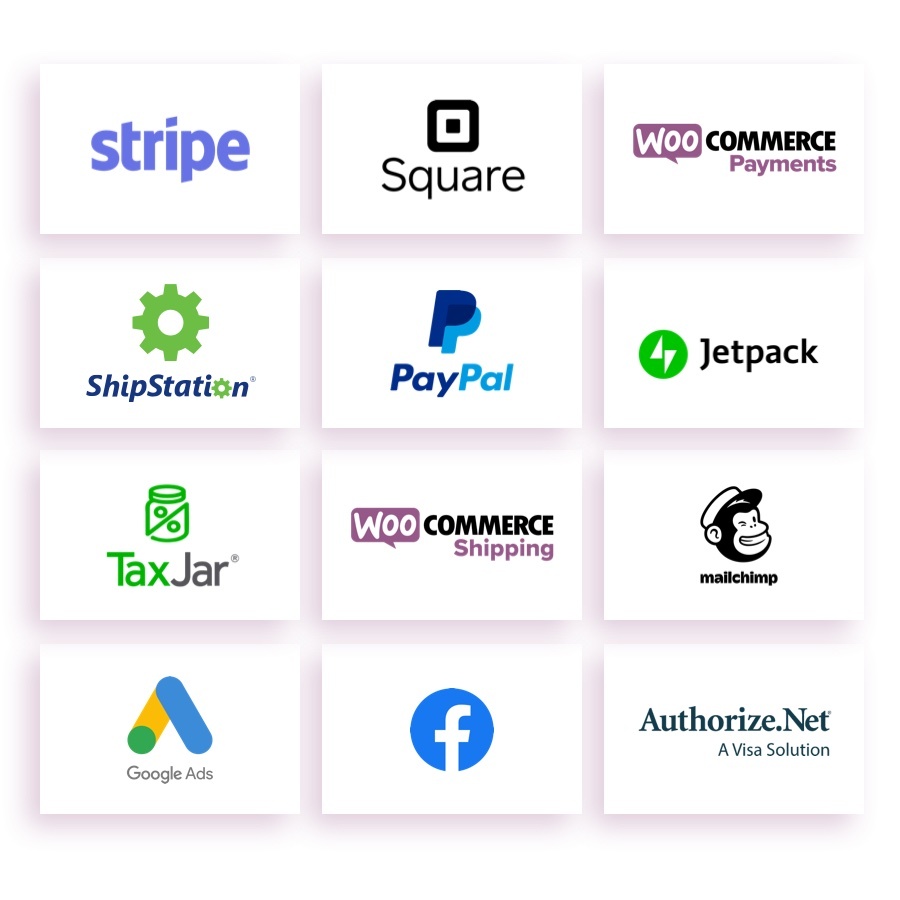 stripe
Square
WOO COMMERCE
Payments
ShipStation®
PayPal
Jetpack
TaxJar®
WOO COMMERCE
Shipping
mailchimp
Google Ads
Authorize.Net®
A Visa Solution